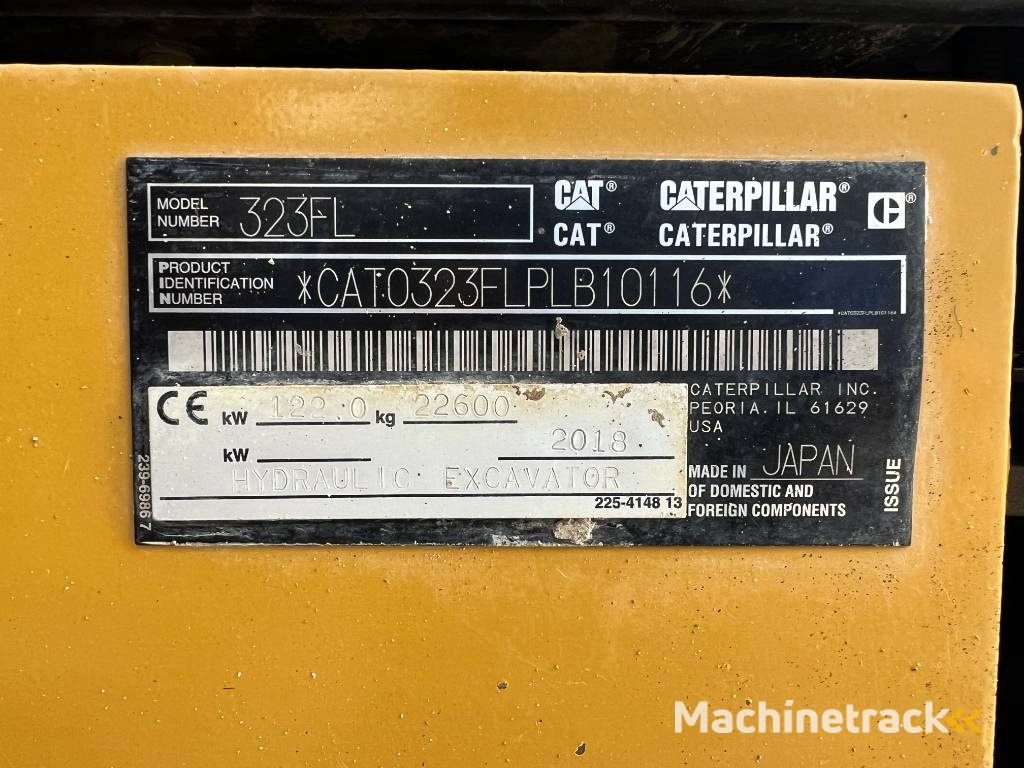 MODEL NUMBER 323FL
CAT® CATERPILLAR®
CAT® CATERPILLAR®
PRODUCT IDENTIFICATION NUMBER *CAT0323FLPLB10116*
CE kW 122.0 kg 22600
kW 2018
HYDRAULIC EXCAVATOR
225-4148 13
239-6986 7
CATERPILLAR INC.
PEORIA. IL 61629
USA
MADE IN JAPAN
OF DOMESTIC AND
FOREIGN COMPONENTS
ISSUE
Machinetrack